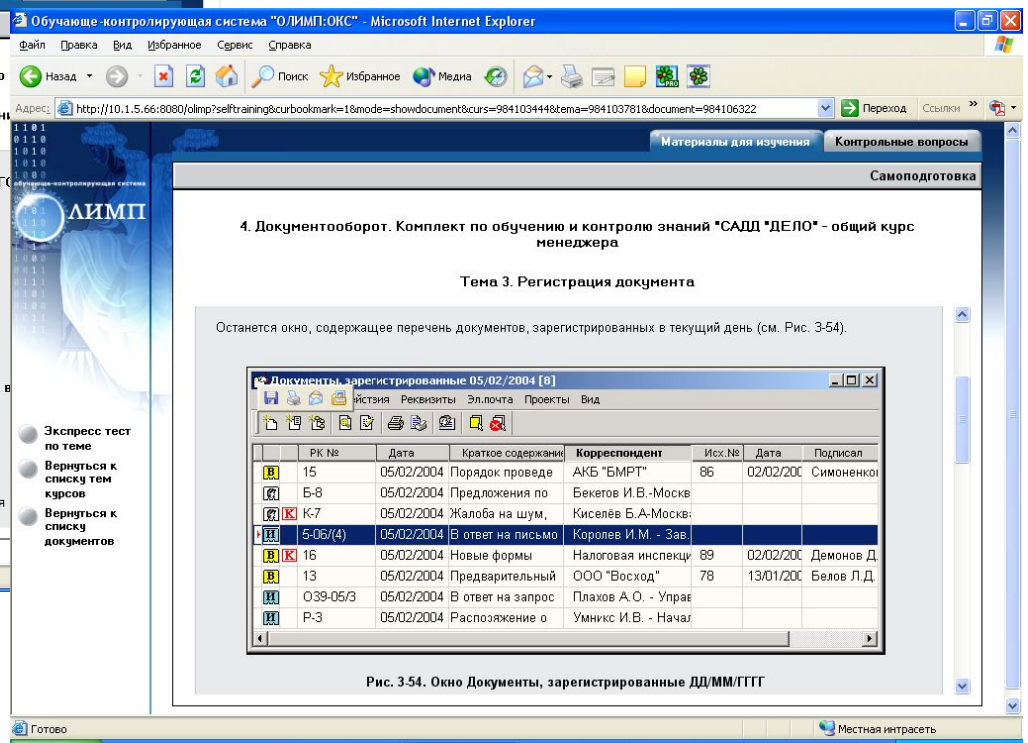 Обучающе-контролирующая система "ОЛИМП:ОКС" - Microsoft Internet Explorer
Файл Правка Вид Избранное Сервис Справка
Назад Поиск Избранное Медиа
Адрес: http://10.1.5.66:8080/olimp?selftraining&curbookmark=1&mode=showdocument&curs=984103444&tema=984103781&document=984106322 Переход Ссылки »
Материалы для изучения Контрольные вопросы
Самоподготовка
обучающе-контролирующая система
ОЛИМП
4. Документооборот. Комплект по обучению и контролю знаний "САДД "ДЕЛО" - общий курс
менеджера
Тема 3. Регистрация документа
Экспресс тест
по теме
Вернуться к
списку тем
курсов
Вернуться к
списку
документов
Останется окно, содержащее перечень документов, зарегистрированных в текущий день (см. Рис. 3-54).
Документы, зарегистрированные 05/02/2004 [8]
йствия Реквизиты Эл.почта Проекты Вид
РК № Дата Краткое содержание Корреспондент Исх.№ Дата Подписал
В 15 05/02/2004 Порядок проведе АКБ "БМРТ" 86 02/02/200 Симоненко
Б-8 05/02/2004 Предложения по Бекетов И.В.-Москв
К К-7 05/02/2004 Жалоба на шум, Киселёв Б.А-Москва
И 5-06/(4) 05/02/2004 В ответ на письмо Королев И.М. - Зав.
В К 16 05/02/2004 Новые формы Налоговая инспекци 89 02/02/200 Демонов Д.
В 13 05/02/2004 Предварительный ООО "Восход" 78 13/01/200 Белов Л.Д.
И О39-05/3 05/02/2004 В ответ на запрос Плахов А.О. - Управ
И Р-3 05/02/2004 Распозяжение о Умникс И.В. - Начал
Рис. 3-54. Окно Документы, зарегистрированные ДД/ММ/ГГГГ
Готово Местная интрасеть